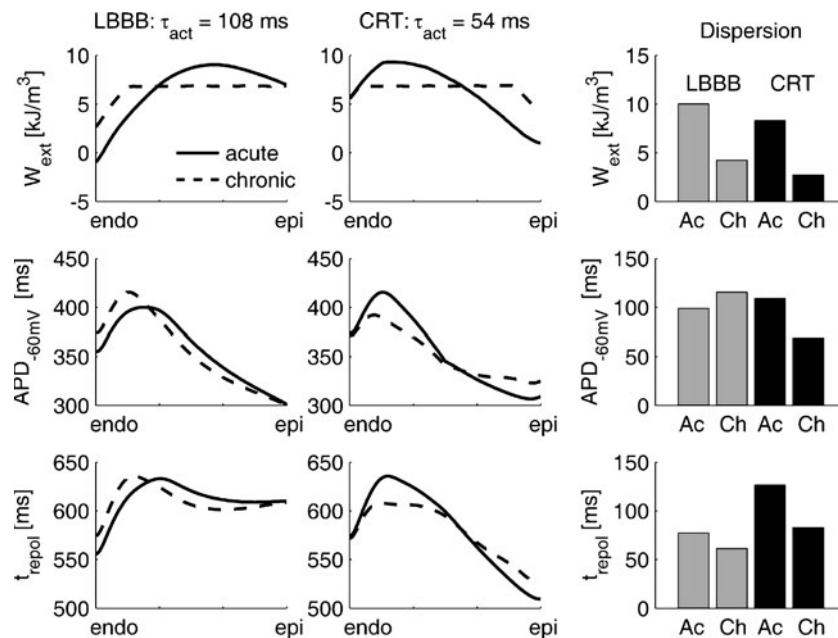 LBBB: τact = 108 ms
CRT: τact = 54 ms
Dispersion
Wext [kJ/m³]
10
5
0
-5
acute
chronic
endo
epi
10
5
0
-5
endo
epi
Wext [kJ/m³]
15
10
5
0
LBBB
CRT
Ac Ch Ac Ch
APD-60mV [ms]
450
400
350
300
endo
epi
450
400
350
300
endo
epi
APD-60mV [ms]
150
100
50
0
Ac Ch Ac Ch
trepol [ms]
650
600
550
500
endo
epi
650
600
550
500
endo
epi
trepol [ms]
150
100
50
0
Ac Ch Ac Ch